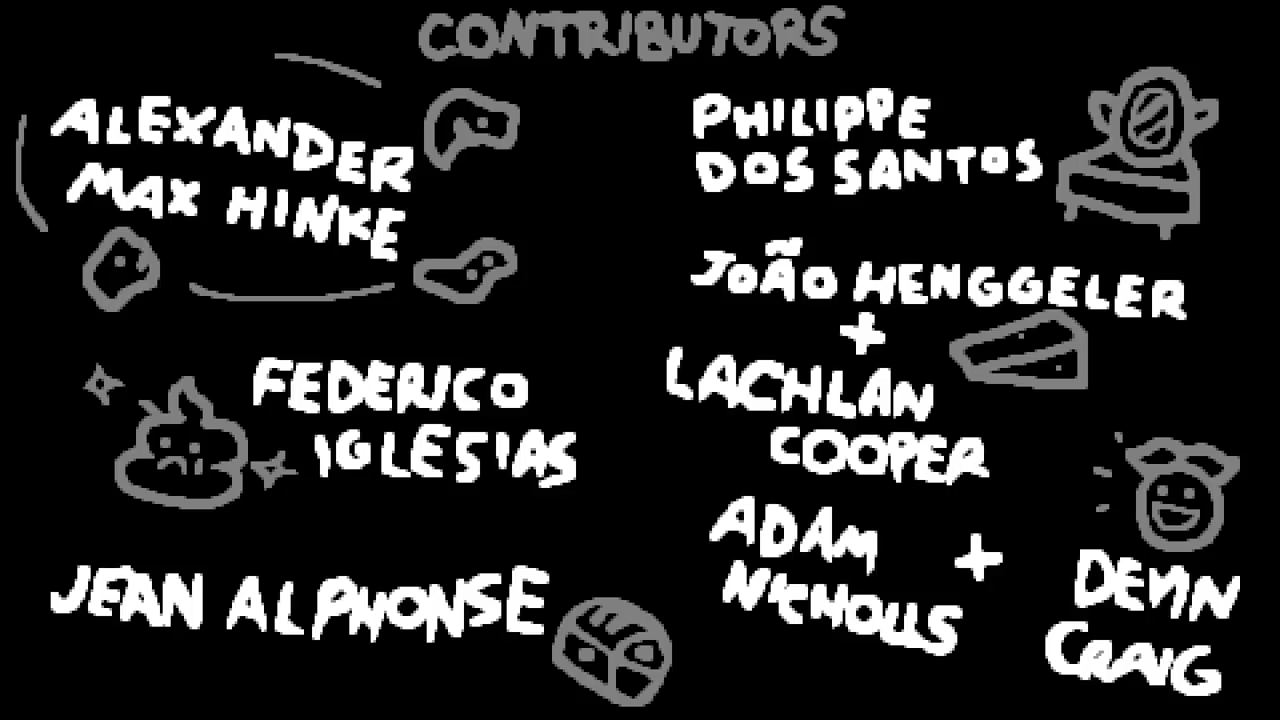 CONTRIBUTORS
ALEXANDER
MAX HINKE
FEDERICO
IGLESIAS
JEAN ALPHONSE
PHILIPPE
DOS SANTOS
JOÃO HENGGELER
+
LACHLAN
COOPER
ADAM
NICHOLLS
+
DEVIN
CRAIG